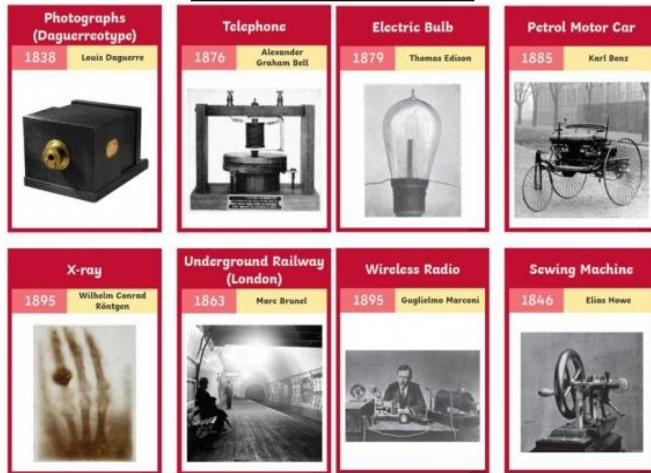 Photographs
(Daguerreotype)
1838 Louis Daguerre
Telephone
1876 Alexander
Graham Bell
Electric Bulb
1879 Thomas Edison
Petrol Motor Car
1885 Karl Benz
X-ray
1895 Wilhelm Conrad
Röntgen
Underground Railway
(London)
1863 Marc Brunel
Wireless Radio
1895 Guglielmo Marconi
Sewing Machine
1846 Elias Howe